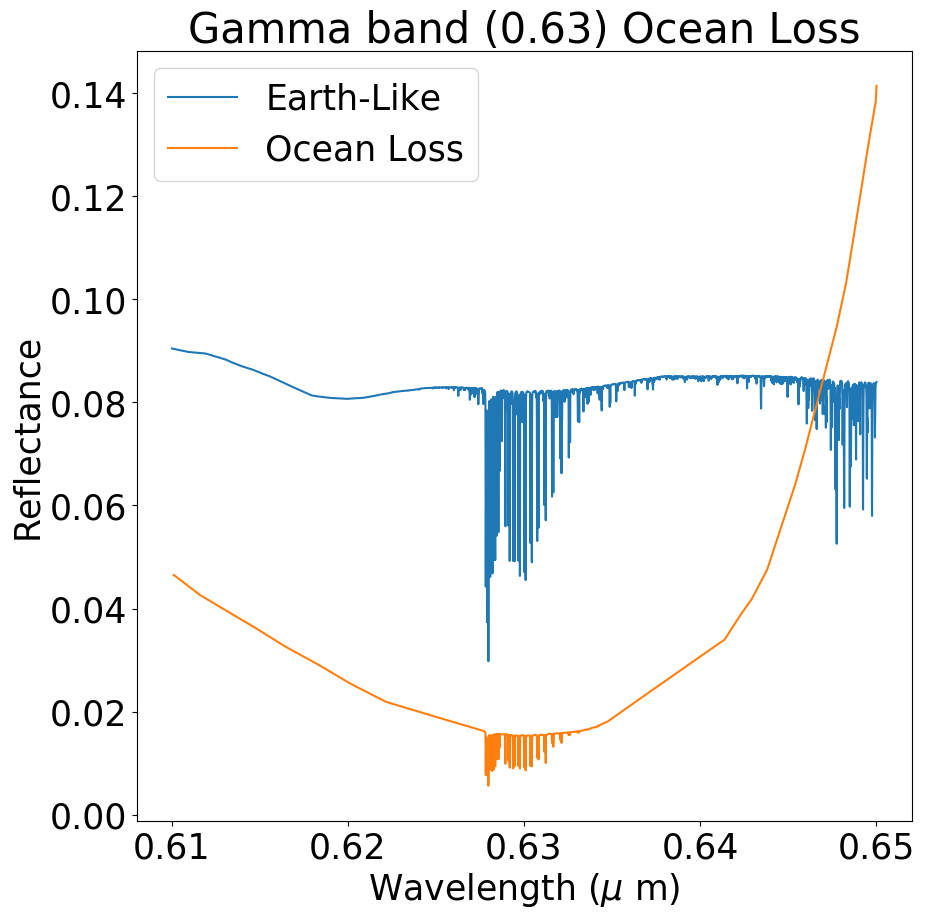 Gamma band (0.63) Ocean Loss
Earth-Like
Ocean Loss
Reflectance
0.14
0.12
0.10
0.08
0.06
0.04
0.02
0.00
0.61 0.62 0.63 0.64 0.65
Wavelength (μ m)